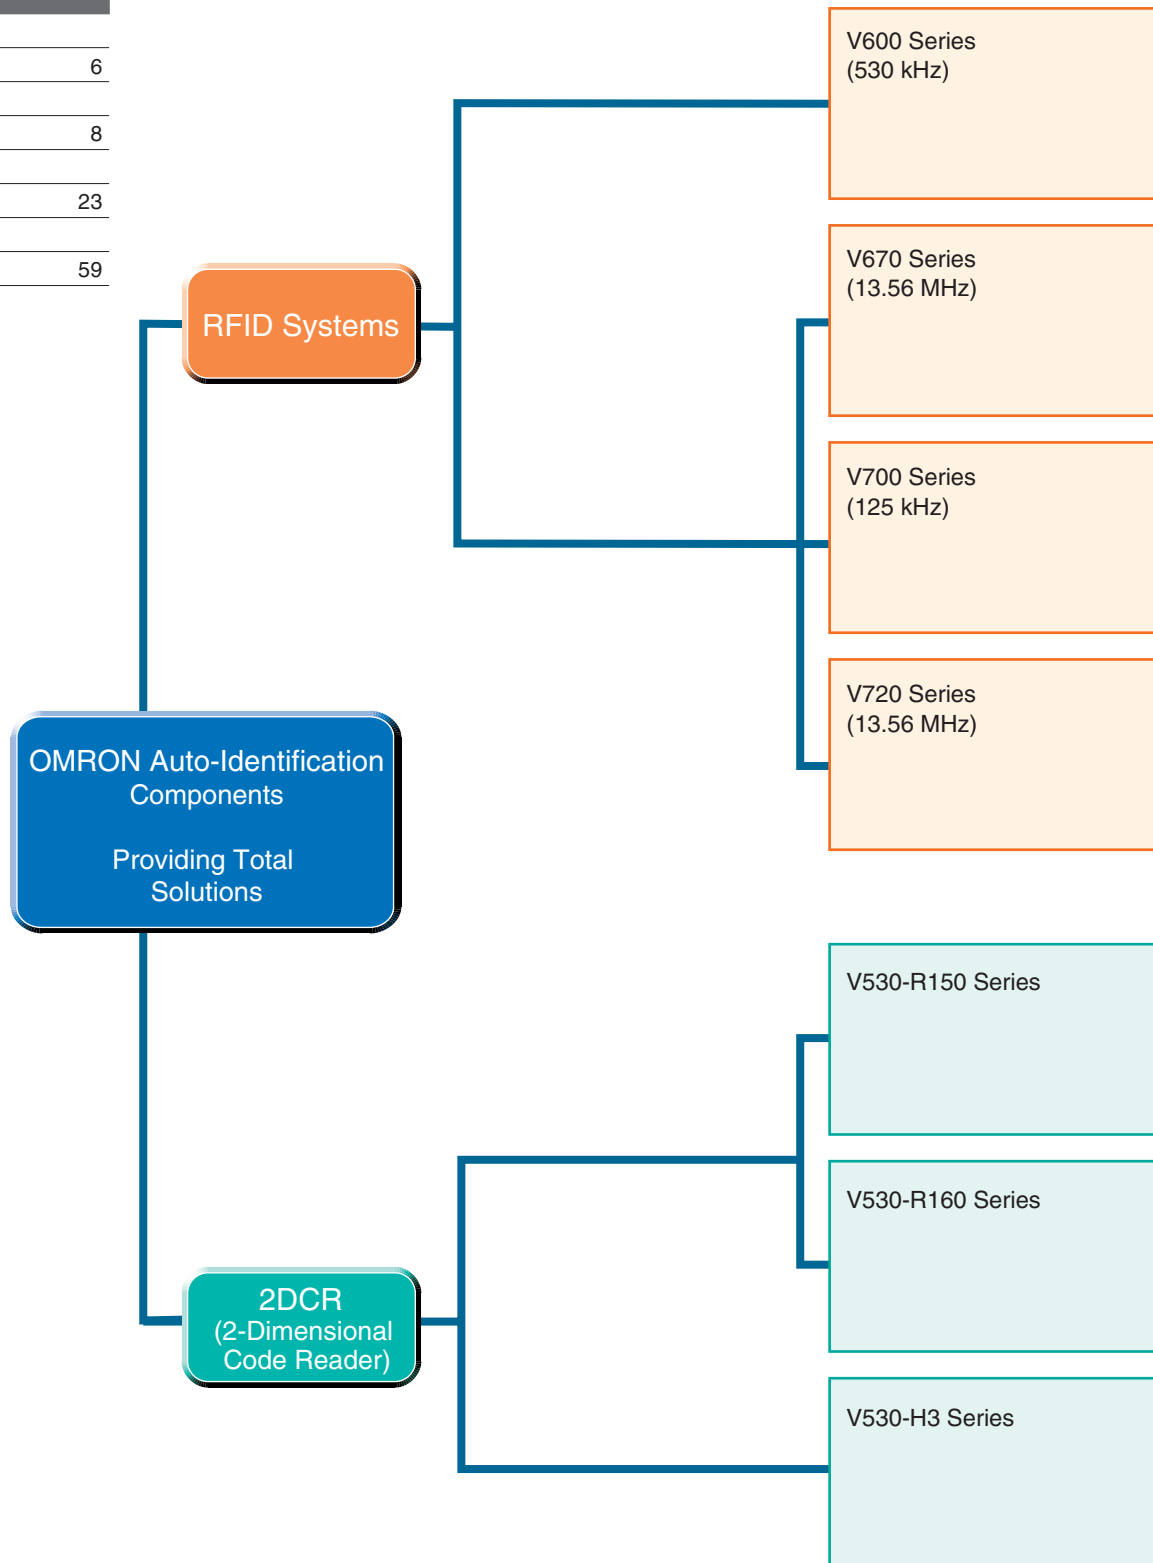 6
8
23
59
V600 Series
(530 kHz)
V670 Series
(13.56 MHz)
RFID Systems
V700 Series
(125 kHz)
V720 Series
(13.56 MHz)
OMRON Auto-Identification
Components
Providing Total
Solutions
V530-R150 Series
V530-R160 Series
2DCR
(2-Dimensional
Code Reader)
V530-H3 Series